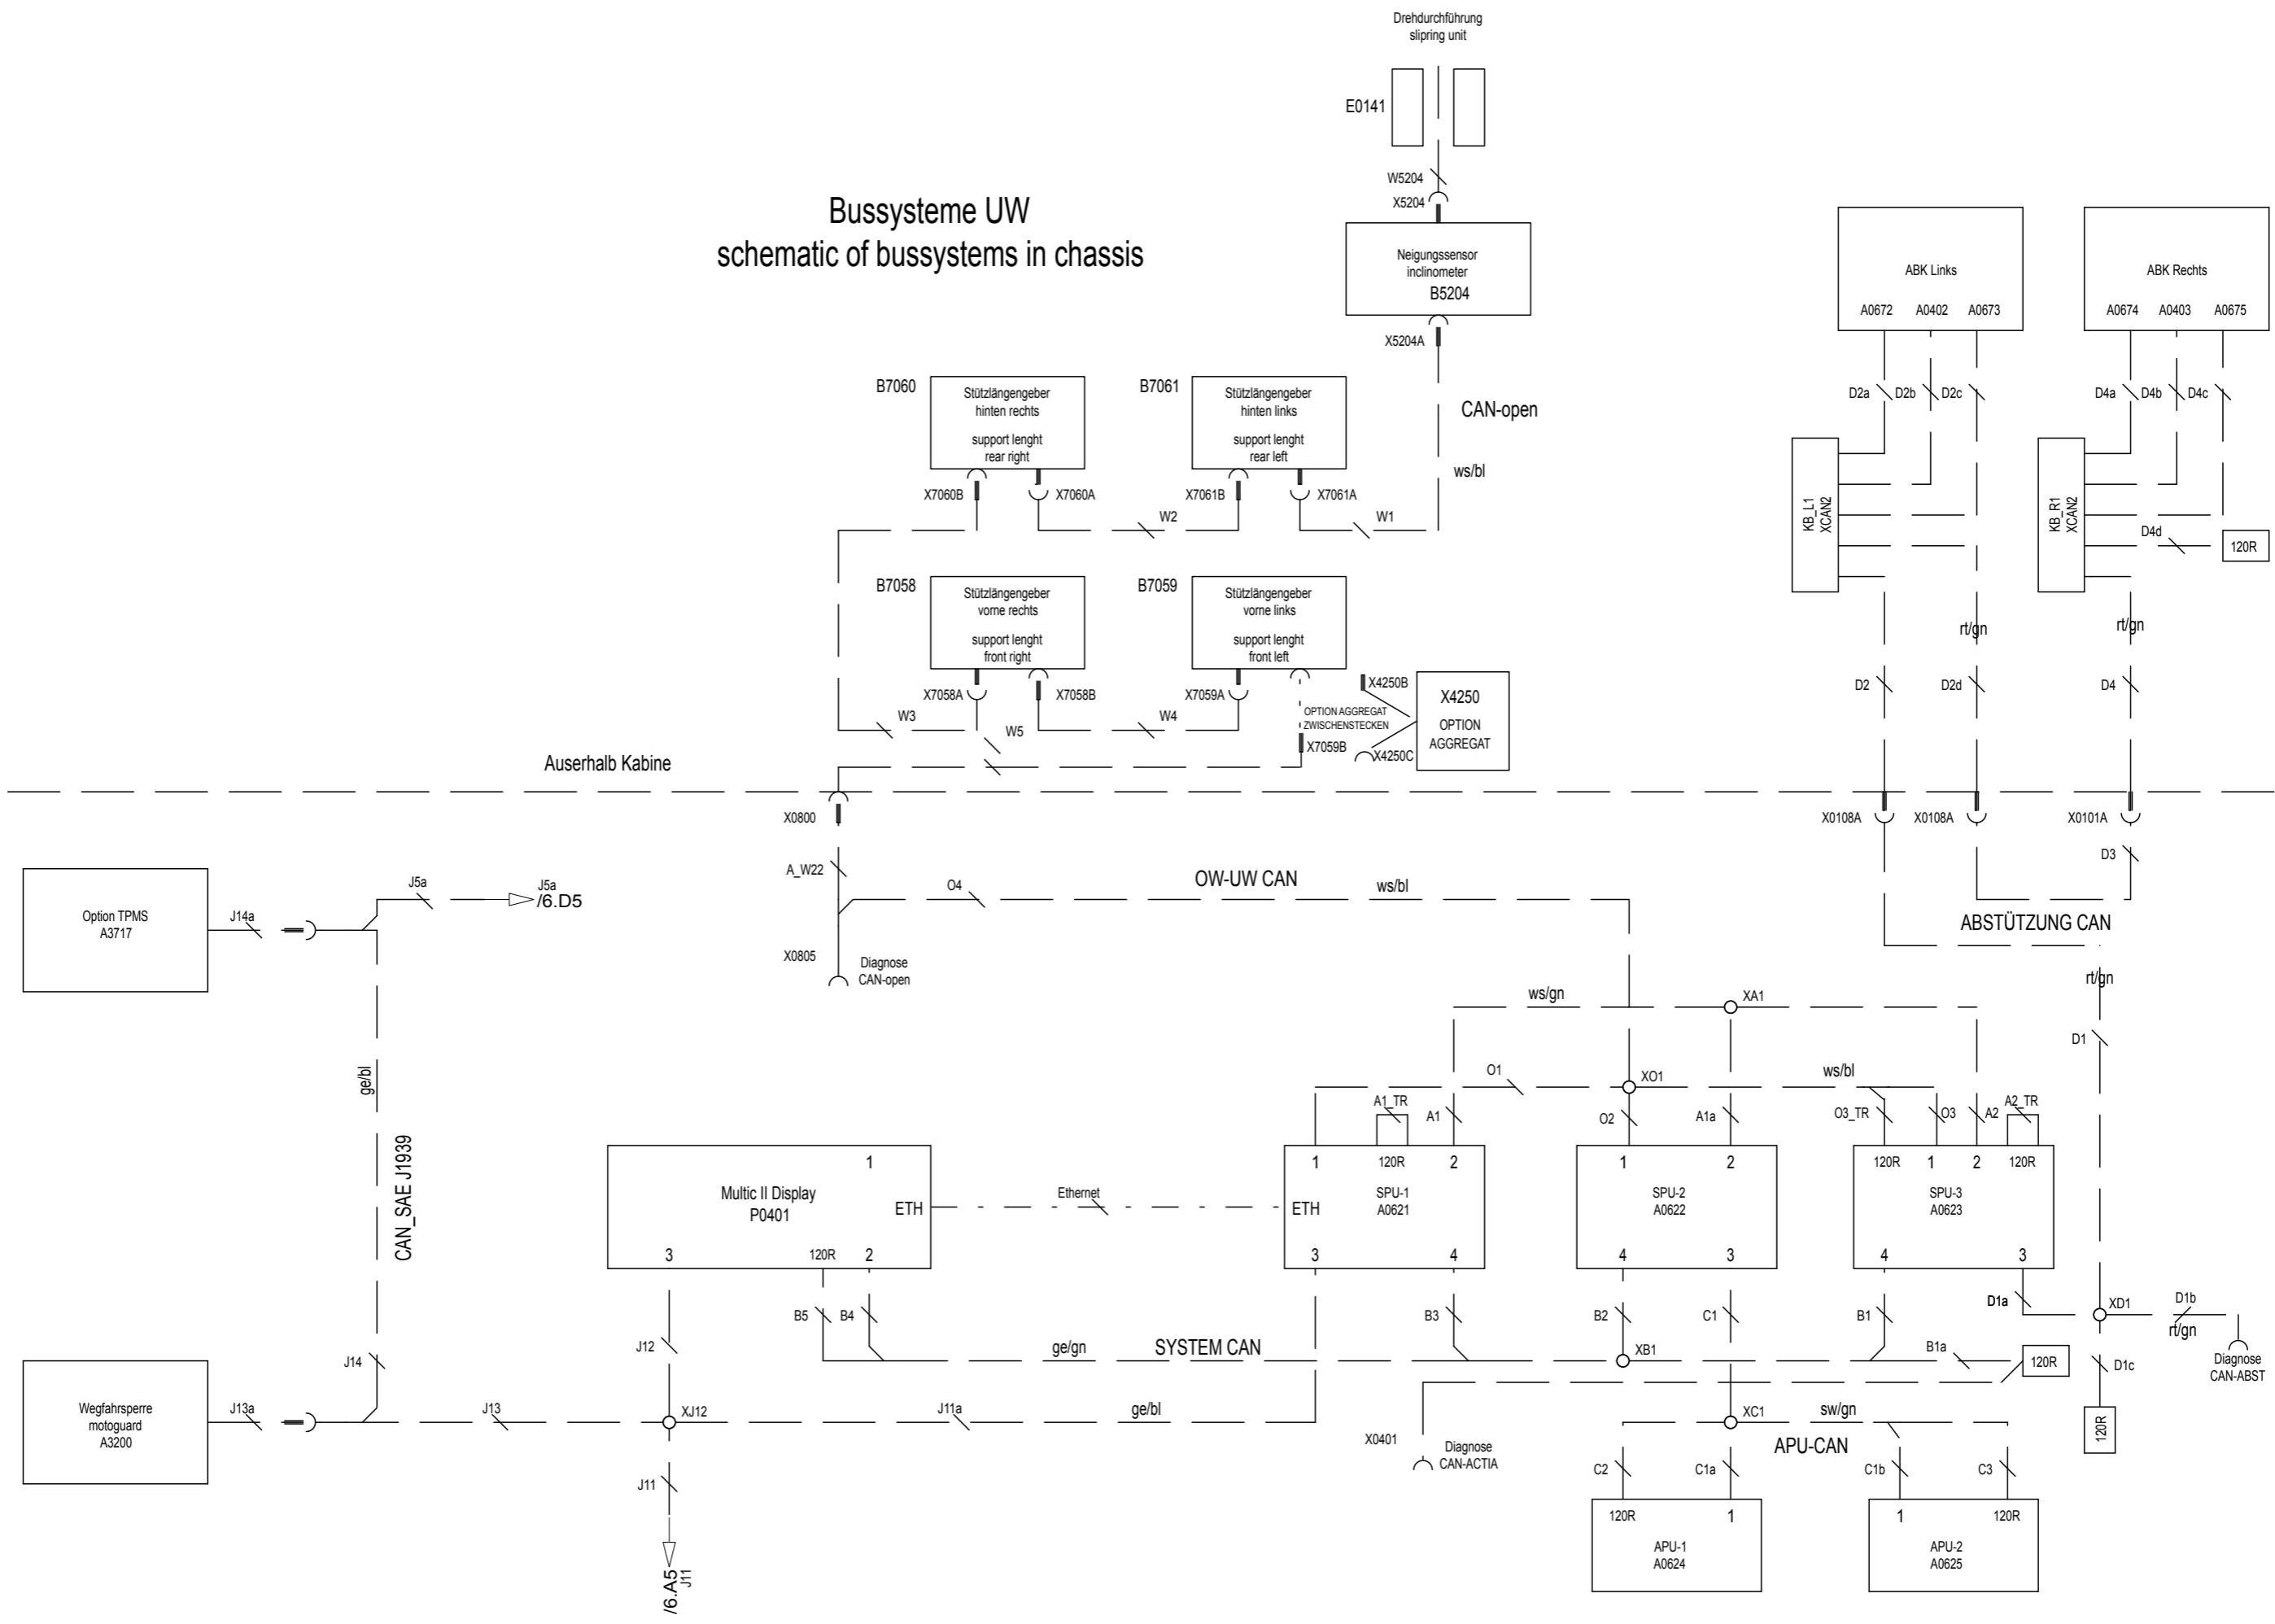 Drehdurchführung
slipring unit
E0141
W5204
X5204
Bussysteme UW
schematic of bussystems in chassis
Neigungssensor
inclinometer
B5204
X5204A
ABK Links
A0672 A0402 A0673
ABK Rechts
A0674 A0403 A0675
B7060
Stützlängengeber
hinten rechts
support lenght
rear right
B7061
Stützlängengeber
hinten links
support lenght
rear left
CAN-open
ws/bl
D2a D2b D2c
D4a D4b D4c
X7060B X7060A
X7061B X7061A
W2
W1
KB_L1
XCAN2
KB_R1
XCAN2
D4d
120R
B7058
Stützlängengeber
vorne rechts
support lenght
front right
B7059
Stützlängengeber
vorne links
support lenght
front left
rt/gn
rt/gn
X7058A X7058B
X7059A
X4250B
X4250
OPTION
AGGREGAT
OPTION AGGREGAT
ZWISCHENSTECKEN
X7059B
X4250C
D2 D2d D4
W3
W5
W4
Auserhalb Kabine
X0800
X0108A X0108A X0101A
A_W22
D3
Option TPMS
A3717
J14a
J5a
J5a
/6.D5
O4
OW-UW CAN
ws/bl
ABSTÜTZUNG CAN
X0805
Diagnose
CAN-open
rt/gn
ws/gn
XA1
D1
ge/bl
O1
XO1
ws/bl
A1_TR
A1
O2
A1a
O3_TR
O3
A2
A2_TR
CAN_SAE J1939
1
Multic II Display
P0401
ETH
3 120R 2
Ethernet
1 120R 2
SPU-1
A0621
ETH
3 4
1 2
SPU-2
A0622
4 3
120R 1 2 120R
SPU-3
A0623
4 3
B5 B4
B3
B2
C1
B1
D1a
XD1
D1b
rt/gn
J12
ge/gn
SYSTEM CAN
XB1
B1a
120R
D1c
Diagnose
CAN-ABST
J14
Wegfahrsperre
motoguard
A3200
J13a
J13
XJ12
J11a
ge/bl
XC1
sw/gn
APU-CAN
120R
X0401
Diagnose
CAN-ACTIA
J11
C2 C1a
C1b C3
120R 1
APU-1
A0624
1 120R
APU-2
A0625
/6.A5
J11